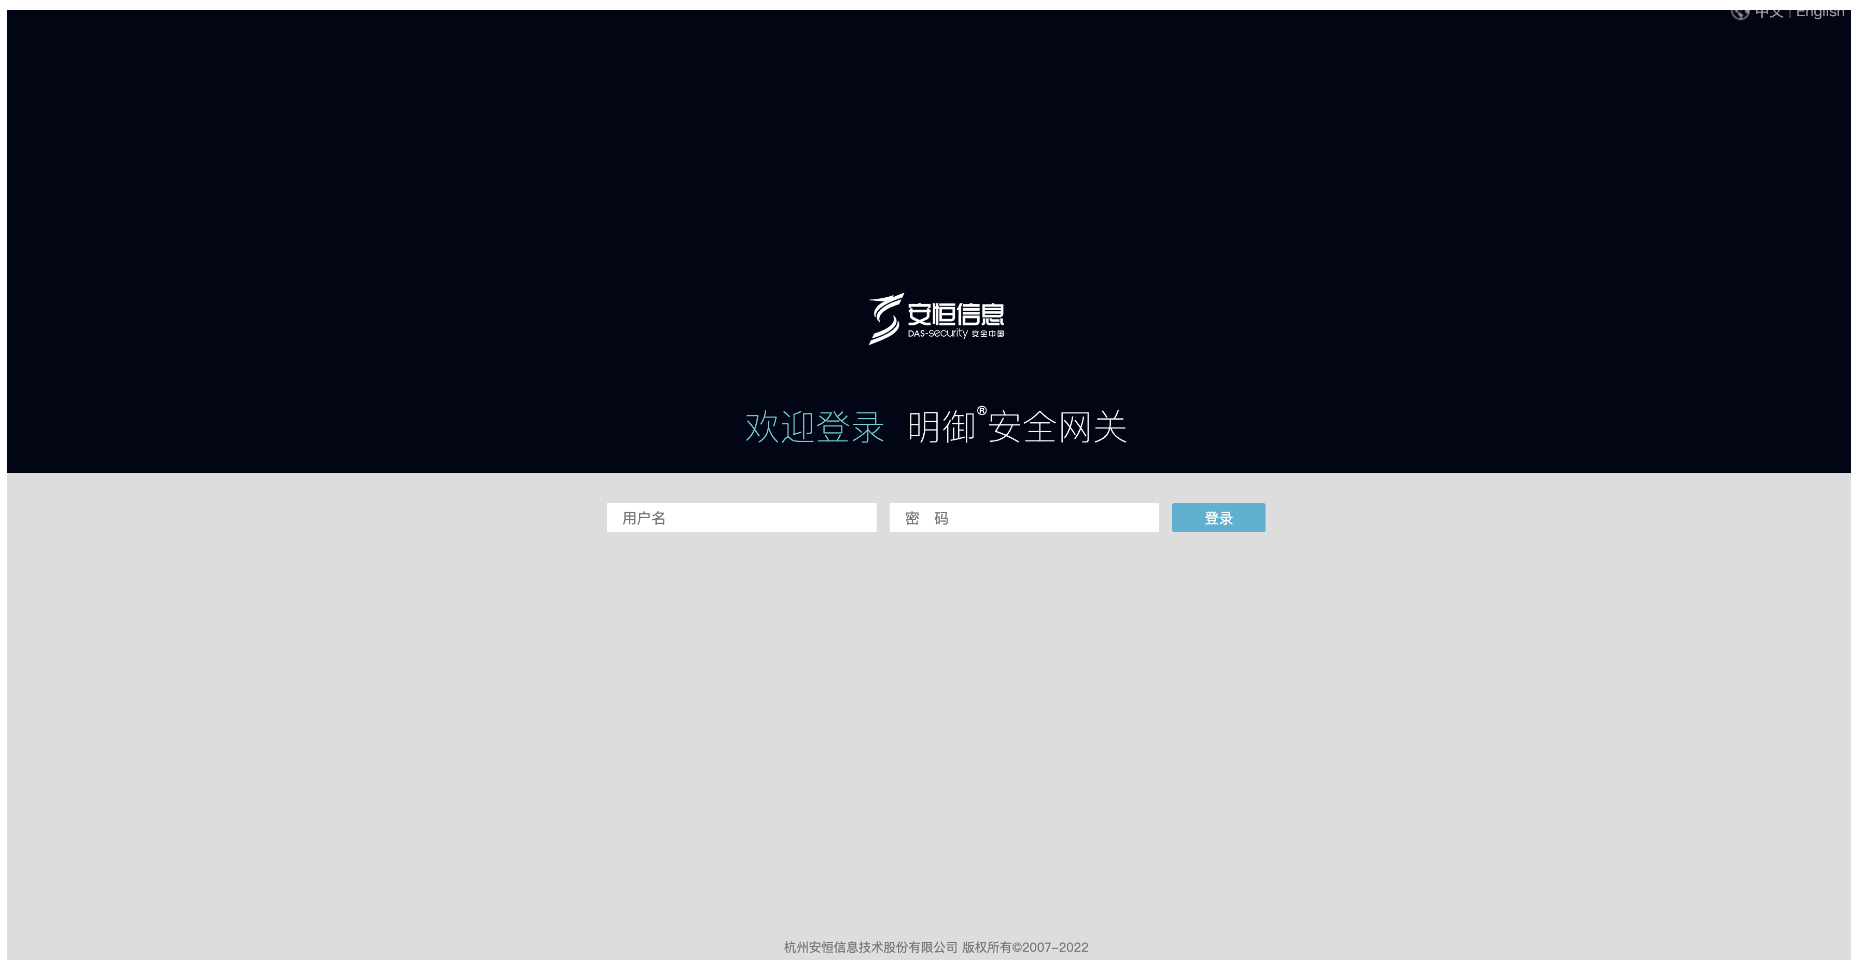 中文 | English
安恒信息
DAS-security 安全中国
欢迎登录 明御®安全网关
用户名 密 码 登录
杭州安恒信息技术股份有限公司 版权所有©2007-2022